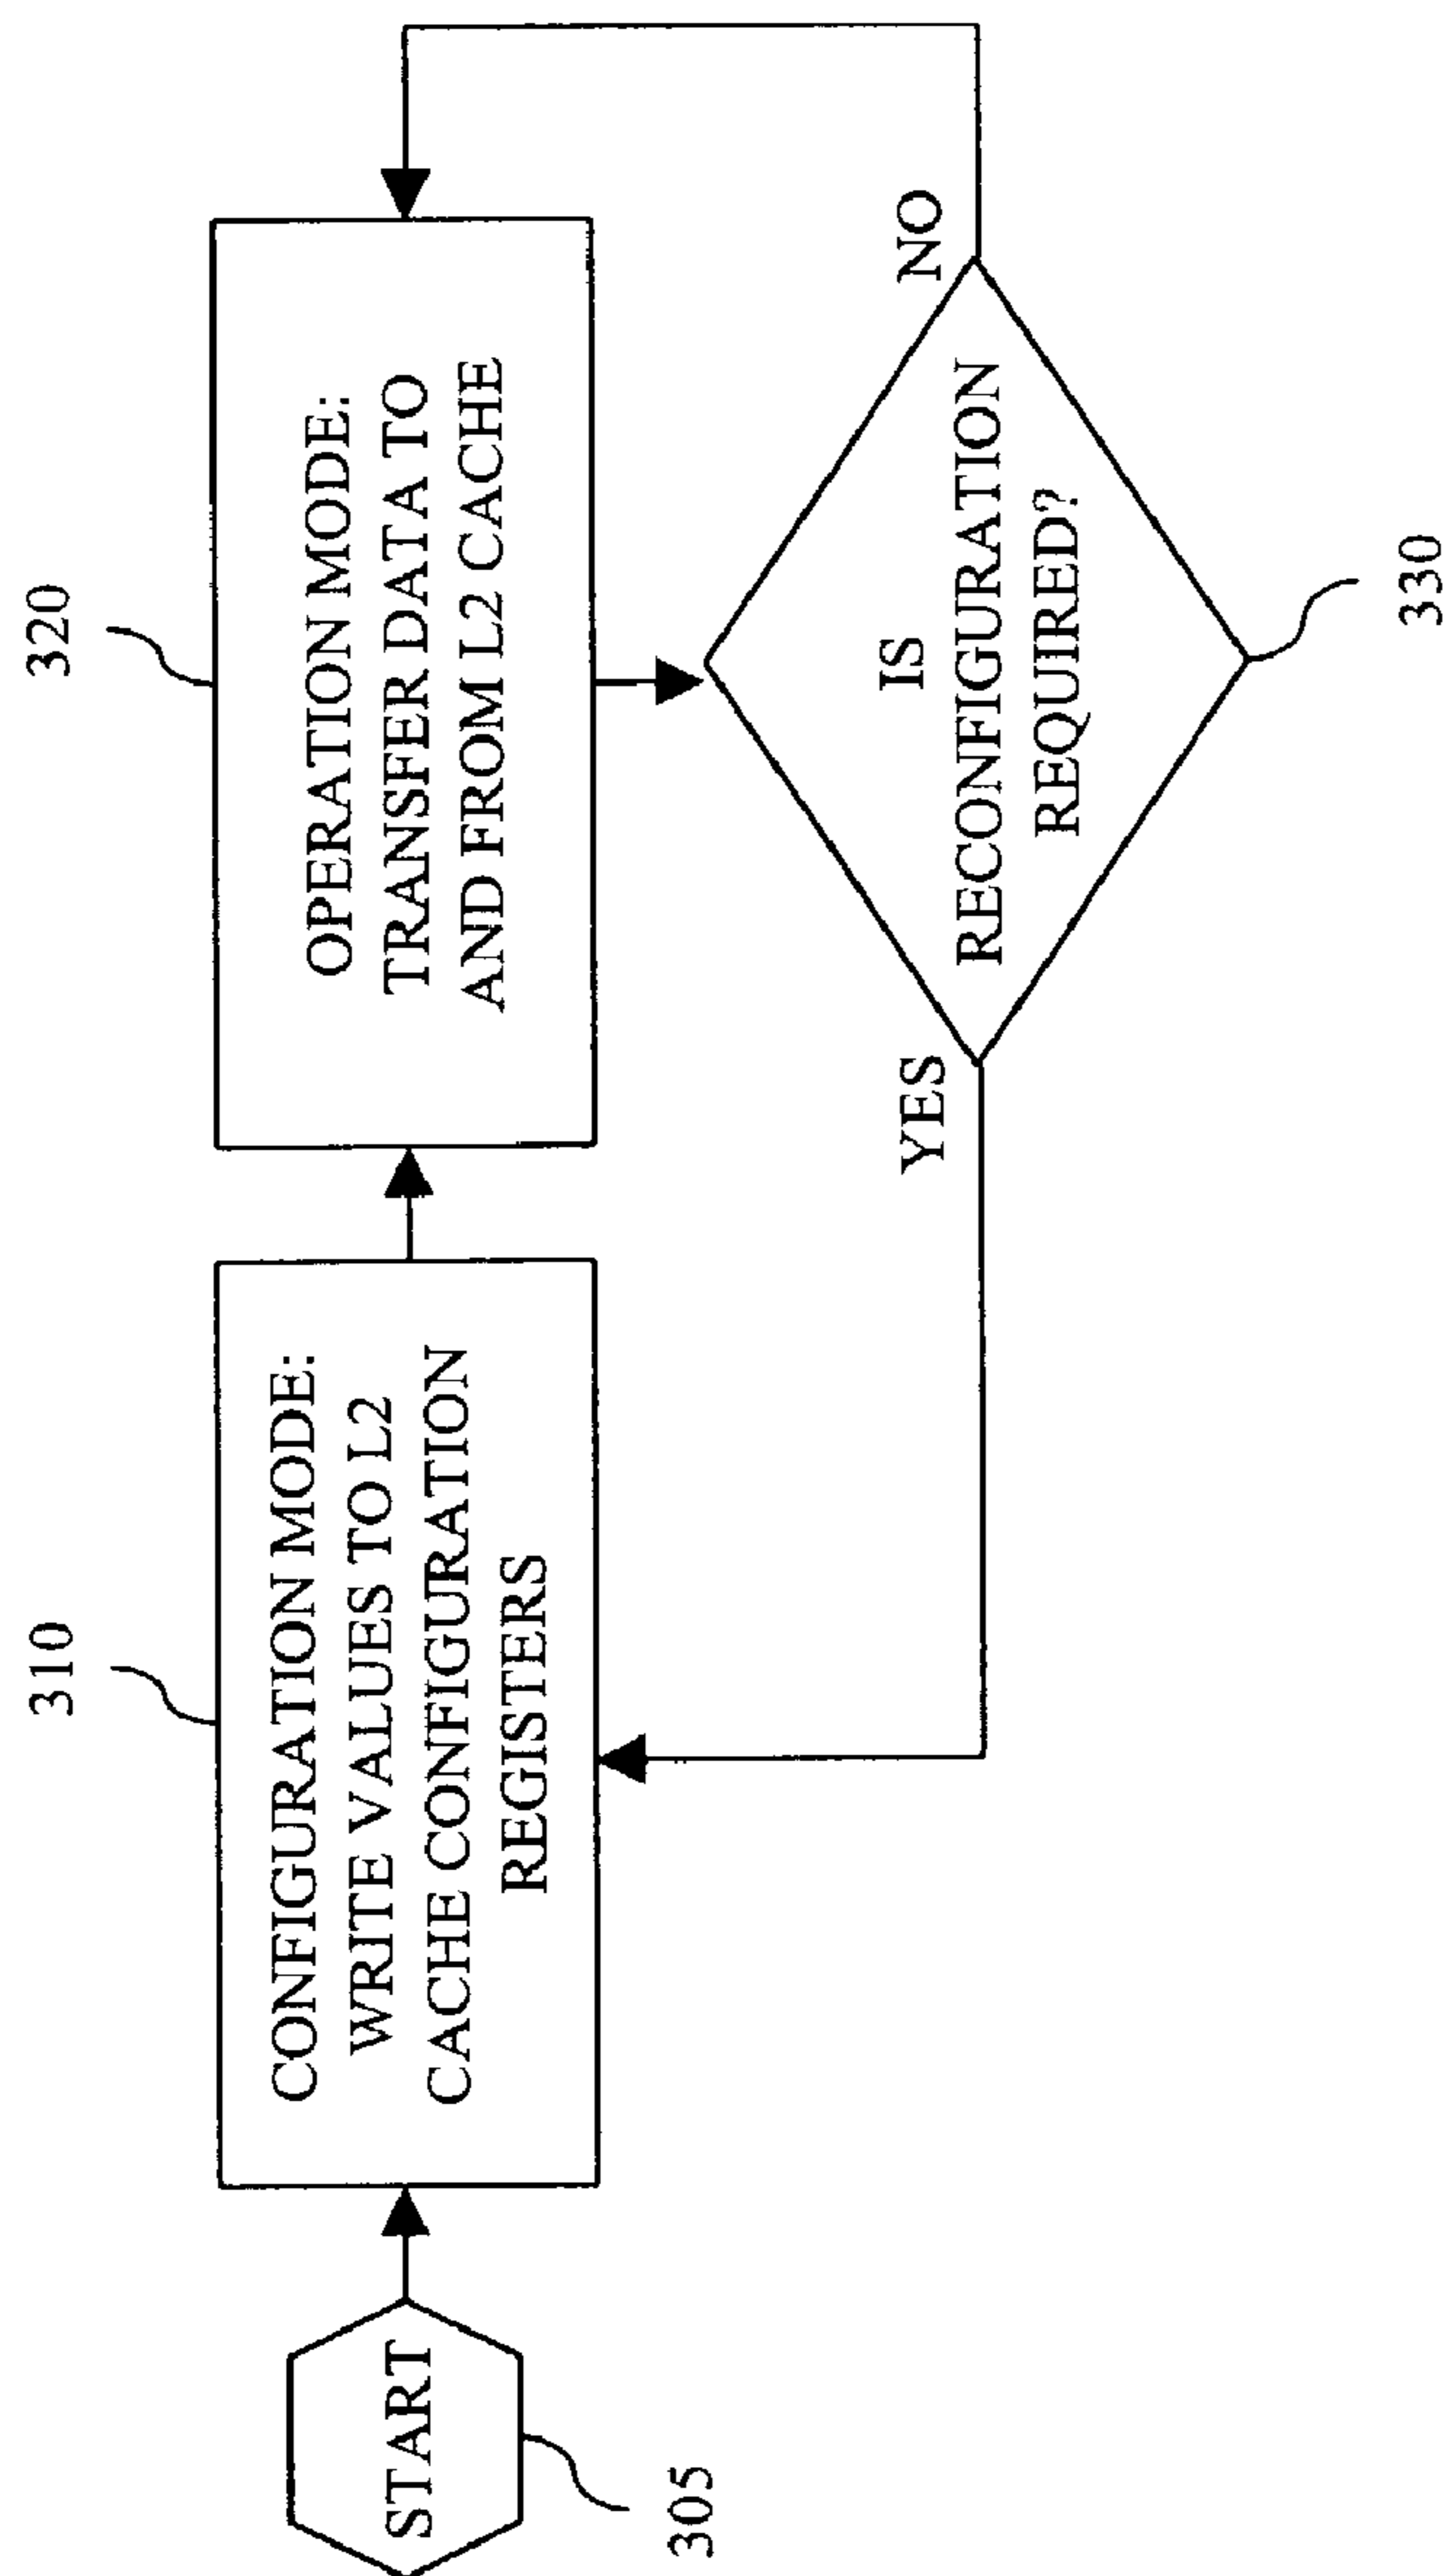 305
START
310
CONFIGURATION MODE:
WRITE VALUES TO L2
CACHE CONFIGURATION
REGISTERS
320
OPERATION MODE:
TRANSFER DATA TO
AND FROM L2 CACHE
YES
IS
RECONFIGURATION
REQUIRED?
NO
330